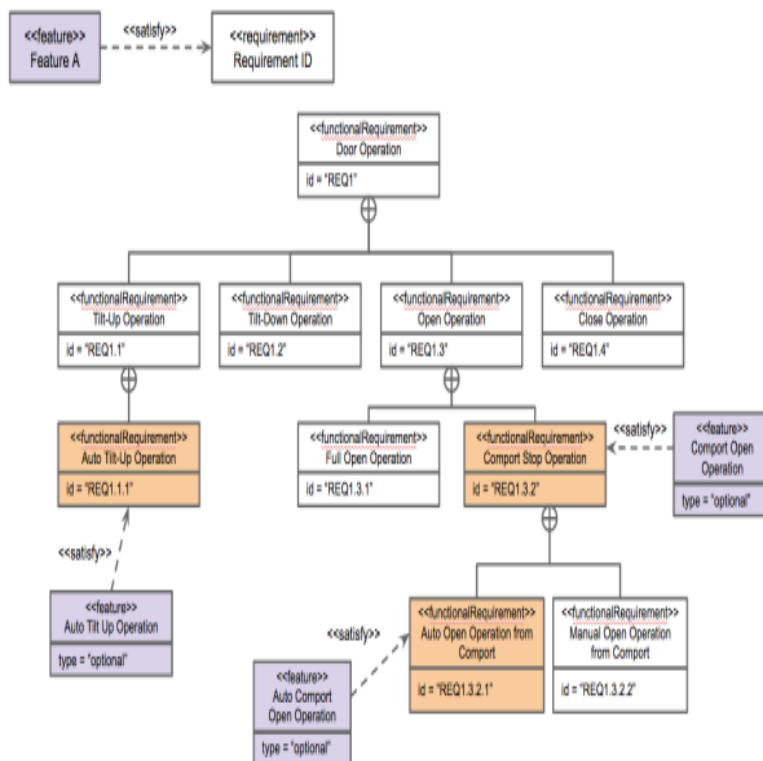 <<feature>>
Feature A
<<satisfy>>
<<requirement>>
Requirement ID
<<functionalRequirement>>
Door Operation
id = "REQ1"
<<functionalRequirement>>
Tilt-Up Operation
id = "REQ1.1"
<<functionalRequirement>>
Tilt-Down Operation
id = "REQ1.2"
<<functionalRequirement>>
Open Operation
id = "REQ1.3"
<<functionalRequirement>>
Close Operation
id = "REQ1.4"
<<functionalRequirement>>
Auto Tilt-Up Operation
id = "REQ1.1.1"
<<functionalRequirement>>
Full Open Operation
id = "REQ1.3.1"
<<functionalRequirement>>
Comport Stop Operation
id = "REQ1.3.2"
<<satisfy>>
<<feature>>
Comport Open
Operation
type = "optional"
<<satisfy>>
<<feature>>
Auto Tilt Up Operation
type = "optional"
<<satisfy>>
<<functionalRequirement>>
Auto Open Operation from
Comport
id = "REQ1.3.2.1"
<<functionalRequirement>>
Manual Open Operation
from Comport
id = "REQ1.3.2.2"
<<feature>>
Auto Comport
Open Operation
type = "optional"